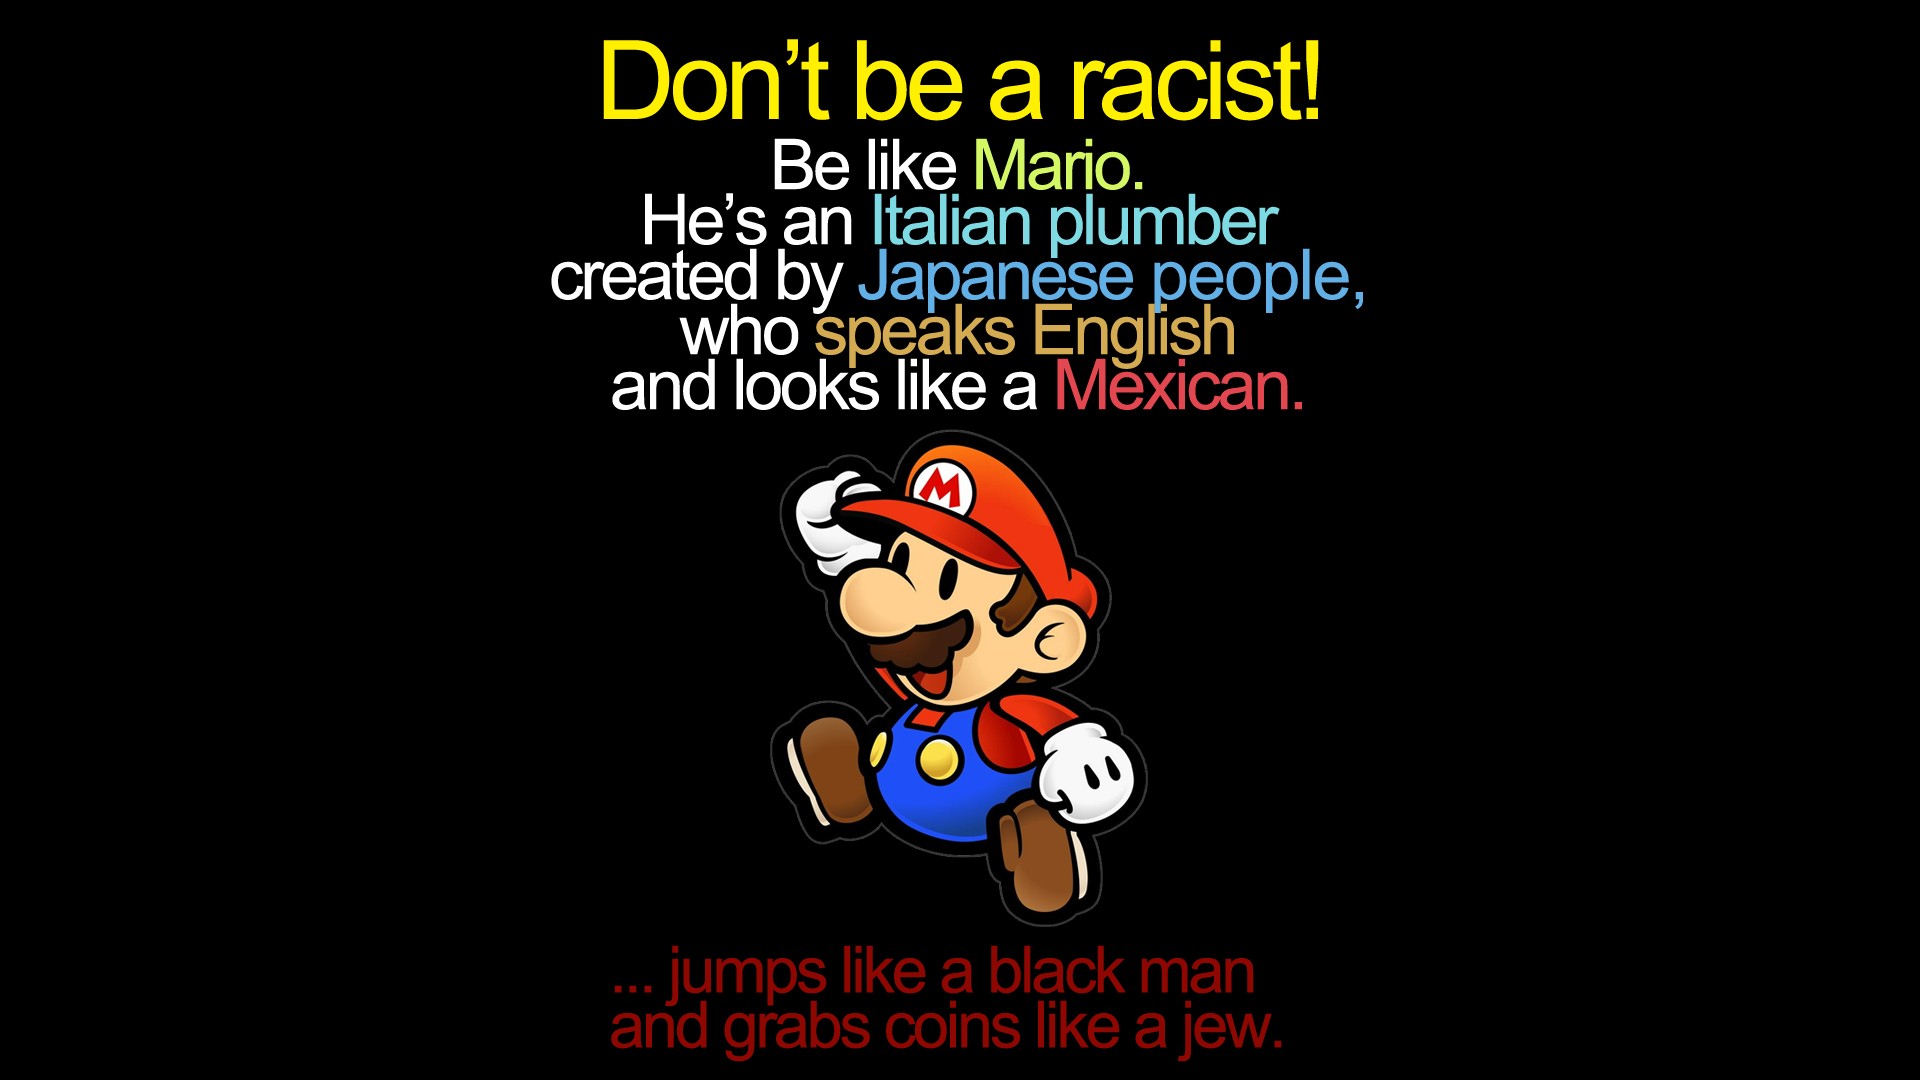 Don't be a racist!
Be like Mario.
He's an Italian plumber
created by Japanese people,
who speaks English
and looks like a Mexican.
M
... jumps like a black man
and grabs coins like a jew.